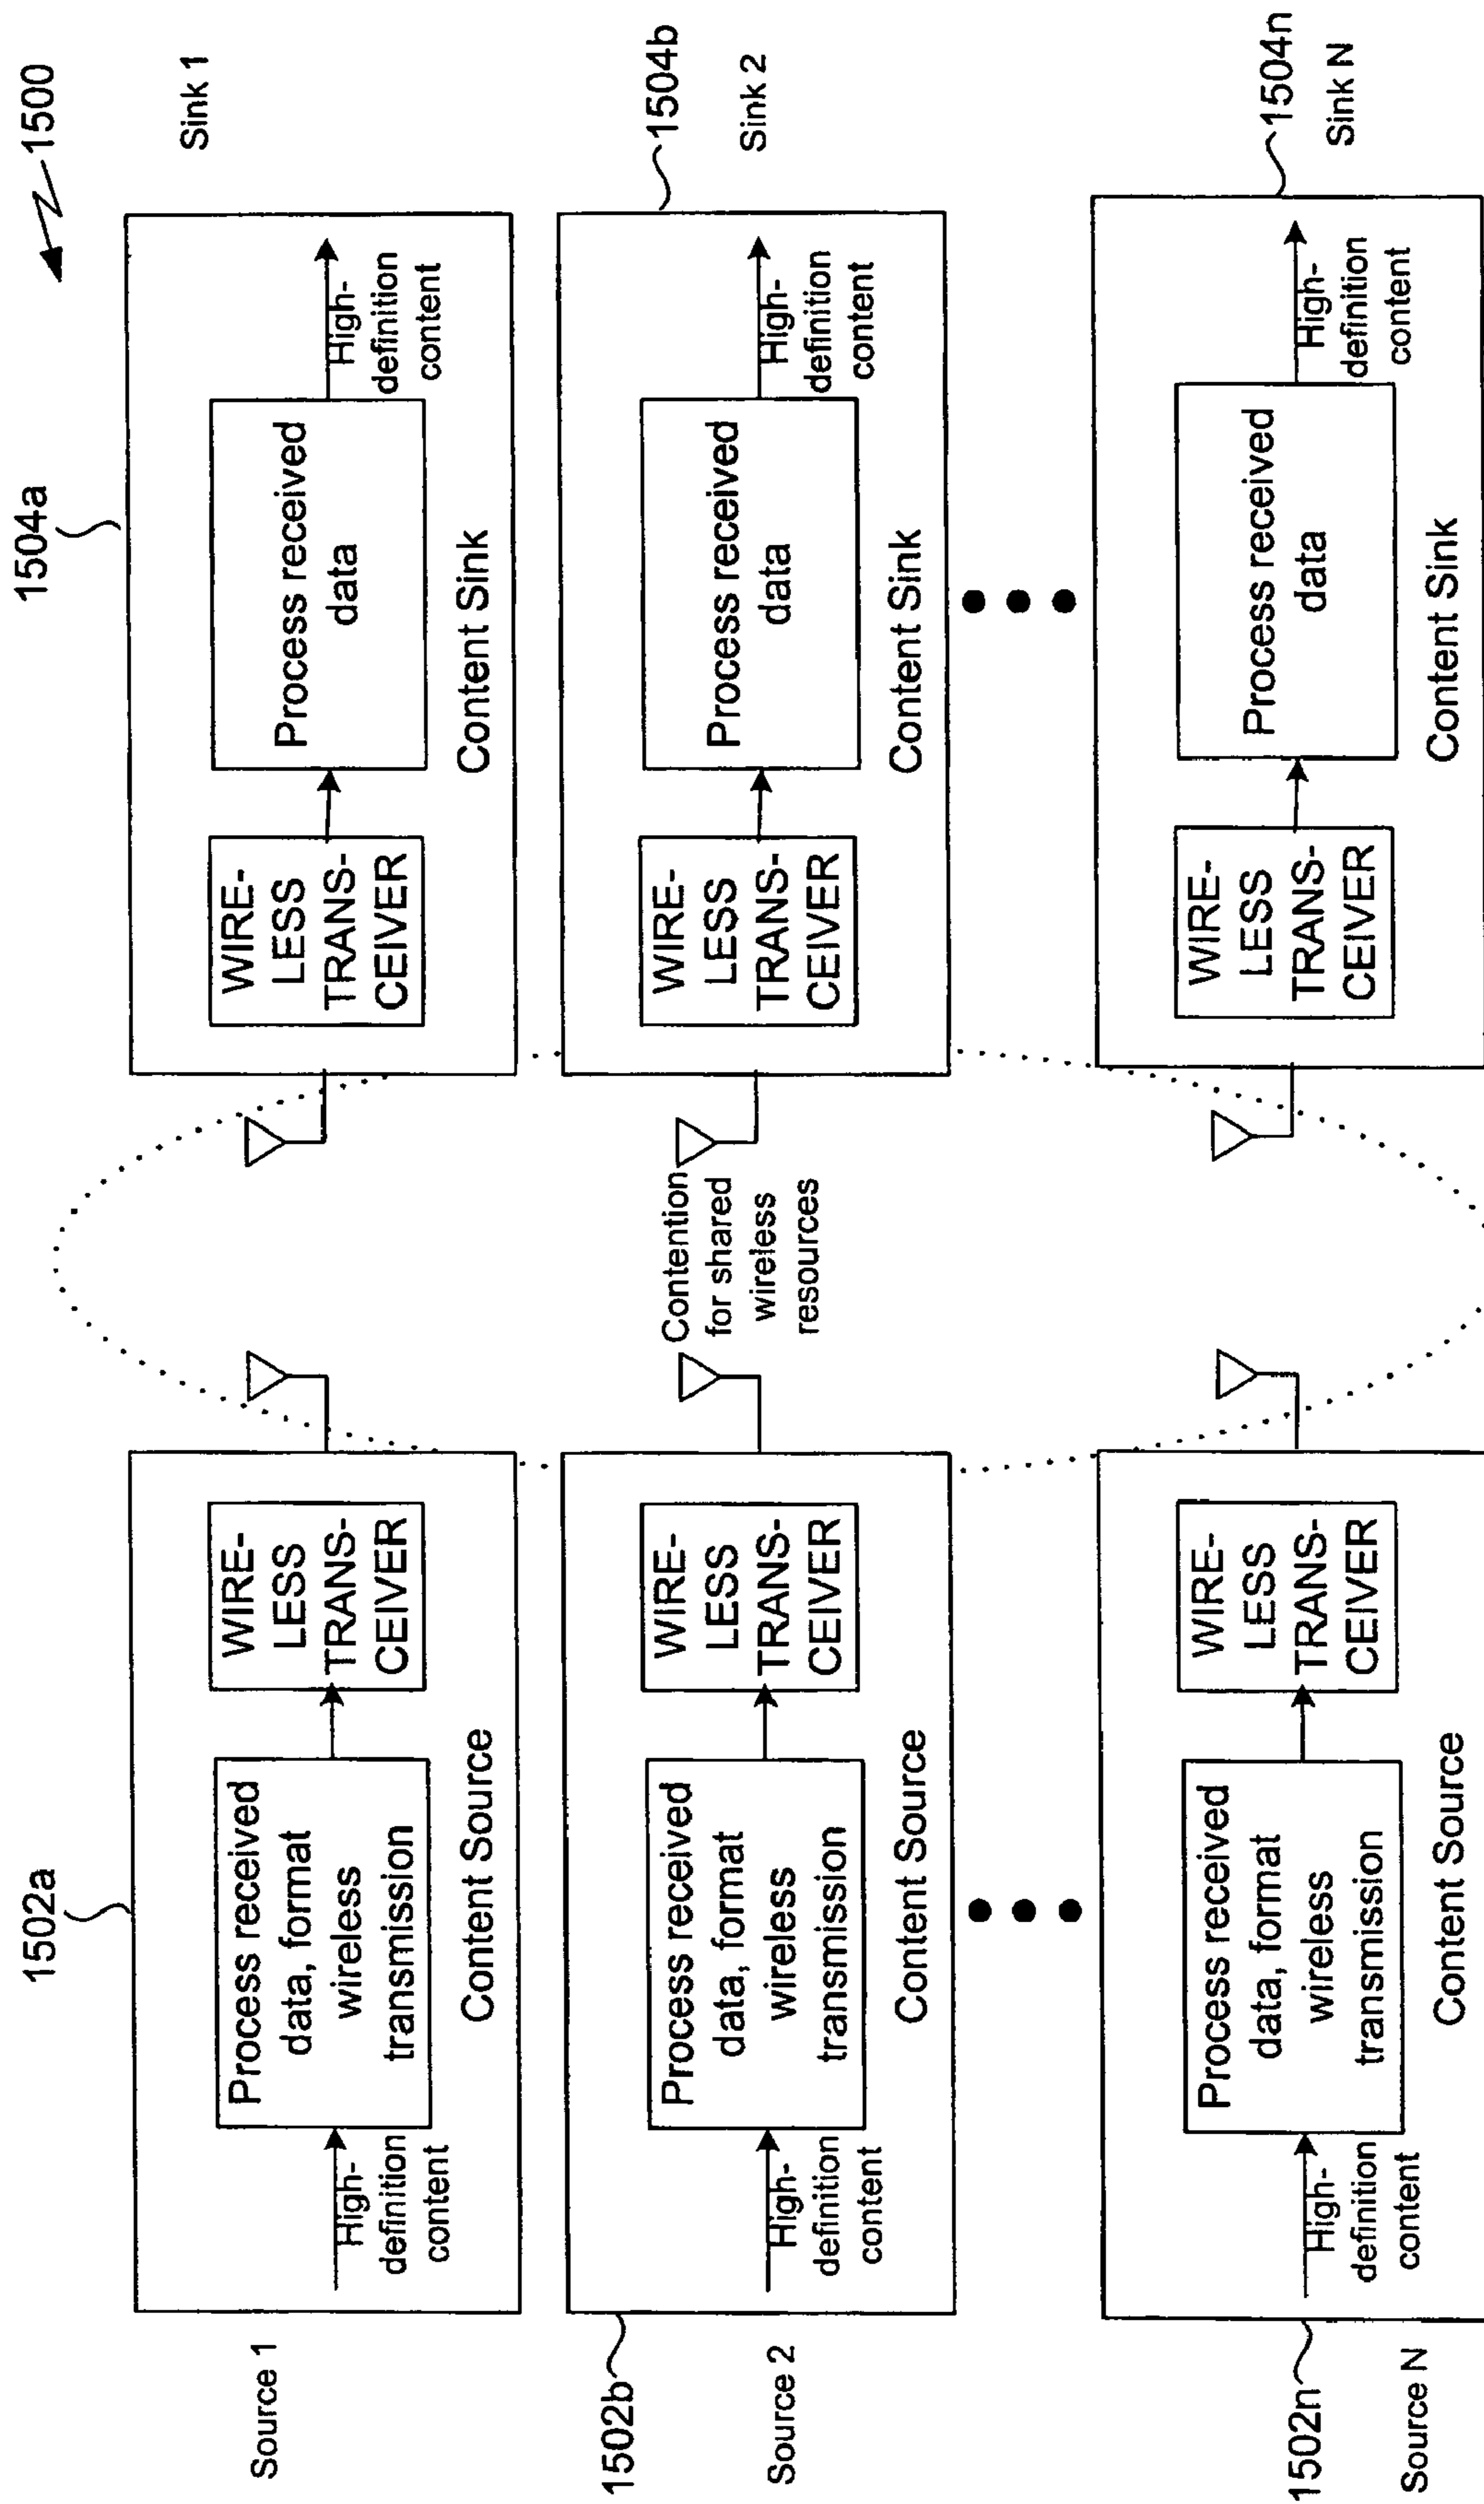 1500
1502a
1504a
Source 1
High-
definition
content
Process received
data, format
wireless
transmission
WIRE-
LESS
TRANS-
CEIVER
Content Source
WIRE-
LESS
TRANS-
CEIVER
Process received
data
High-
definition
content
Content Sink
Sink 1
1502b
Source 2
High-
definition
content
Process received
data, format
wireless
transmission
WIRE-
LESS
TRANS-
CEIVER
Content Source
Contention
for shared
wireless
resources
WIRE-
LESS
TRANS-
CEIVER
Process received
data
High-
definition
content
Content Sink
1504b
Sink 2
1502n
Source N
High-
definition
content
Process received
data, format
wireless
transmission
WIRE-
LESS
TRANS-
CEIVER
Content Source
WIRE-
LESS
TRANS-
CEIVER
Process received
data
High-
definition
content
Content Sink
1504n
Sink N